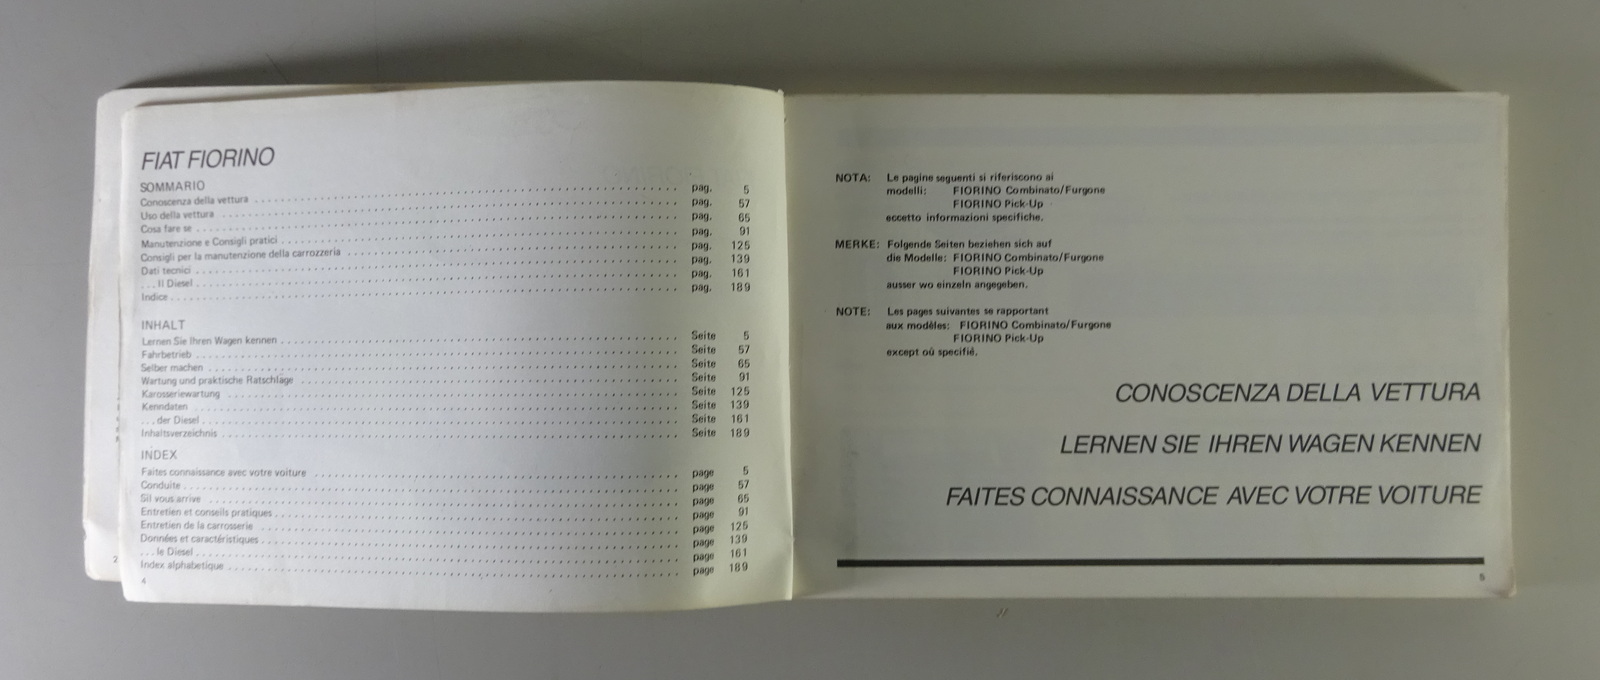 FIAT FIORINO
SOMMARIO
Conoscenza della vettura . . . . . . . . . . pag. 5
Uso della vettura . . . . . . . . . . pag. 57
Cosa fare se . . . . . . . . . . pag. 65
Manutenzione e Consigli pratici . . . . . . . . . . pag. 91
Consigli per la manutenzione della carrozzeria . . . . . . . . . . pag. 125
Dati tecnici . . . . . . . . . . pag. 139
. . . Il Diesel . . . . . . . . . . pag. 161
Indice . . . . . . . . . . pag. 189
INHALT
Lernen Sie Ihren Wagen kennen . . . . . . . . . . Seite 5
Fahrbetrieb . . . . . . . . . . Seite 57
Selber machen . . . . . . . . . . Seite 65
Wartung und praktische Ratschläge . . . . . . . . . . Seite 91
Karosseriewartung . . . . . . . . . . Seite 125
Kenndaten . . . . . . . . . . Seite 139
. . . der Diesel . . . . . . . . . . Seite 161
Inhaltsverzeichnis . . . . . . . . . . Seite 189
INDEX
Faites connaissance avec votre voiture . . . . . . . . . . page 5
Conduite . . . . . . . . . . page 57
Sil vous arrive . . . . . . . . . . page 65
Entretien et conseils pratiques . . . . . . . . . . page 91
Entretien de la carrosserie . . . . . . . . . . page 125
Données et caractéristiques . . . . . . . . . . page 139
. . . le Diesel . . . . . . . . . . page 161
Index alphabetique . . . . . . . . . . page 189
4
2
NOTA: Le pagine seguenti si riferiscono ai
modelli: FIORINO Combinato/Furgone
FIORINO Pick-Up
eccetto informazioni specifiche.
MERKE: Folgende Seiten beziehen sich auf
die Modelle: FIORINO Combinato/Furgone
FIORINO Pick-Up
ausser wo einzeln angegeben.
NOTE: Les pages suivantes se rapportant
aux modèles: FIORINO Combinato/Furgone
FIORINO Pick-Up
except où specifié.
CONOSCENZA DELLA VETTURA
LERNEN SIE IHREN WAGEN KENNEN
FAITES CONNAISSANCE AVEC VOTRE VOITURE
5